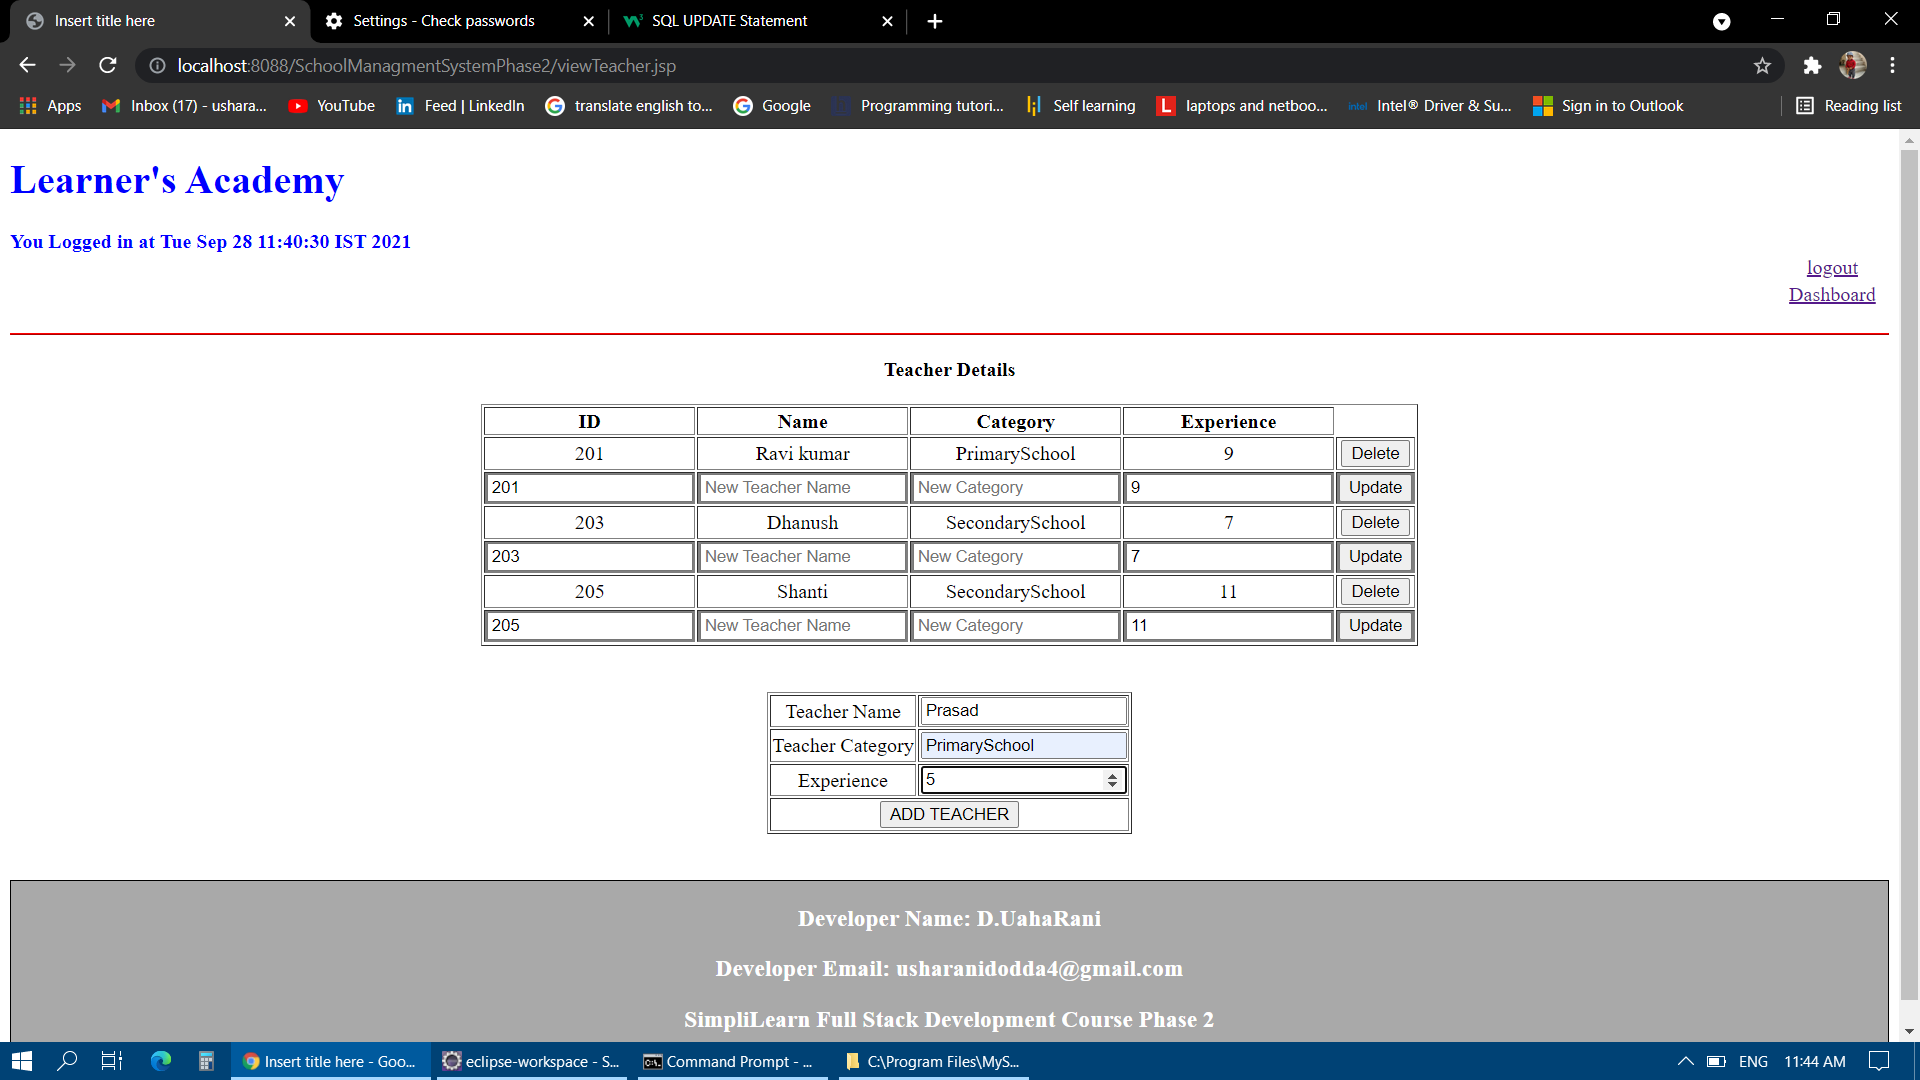 Insert title here
Settings - Check passwords
SQL UPDATE Statement
localhost:8088/SchoolManagmentSystemPhase2/viewTeacher.jsp
Apps
Inbox (17) - ushara...
YouTube
Feed | LinkedIn
translate english to...
Google
Programming tutori...
Self learning
laptops and netboo...
Intel® Driver & Su...
Sign in to Outlook
Reading list
Learner's Academy
You Logged in at Tue Sep 28 11:40:30 IST 2021
logout
Dashboard
Teacher Details
ID Name Category Experience
201 Ravi kumar PrimarySchool 9 Delete
201 New Teacher Name New Category 9 Update
203 Dhanush SecondarySchool 7 Delete
203 New Teacher Name New Category 7 Update
205 Shanti SecondarySchool 11 Delete
205 New Teacher Name New Category 11 Update
Teacher Name Prasad
Teacher Category PrimarySchool
Experience 5
ADD TEACHER
Developer Name: D.UahaRani
Developer Email: usharanidodda4@gmail.com
SimpliLearn Full Stack Development Course Phase 2
Insert title here - Goo...
eclipse-workspace - S...
Command Prompt - ...
C:\Program Files\MyS...
ENG
11:44 AM